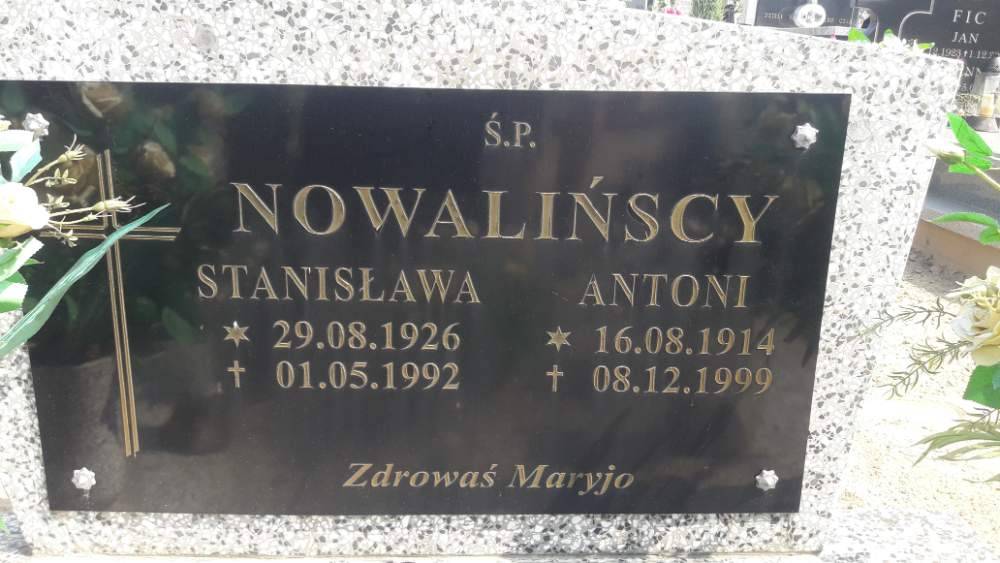 Ś.P.
NOWALIŃSCY
STANISŁAWA ANTONI
29.08.1926 16.08.1914
01.05.1992 08.12.1999
Zdrowaś Maryjo
FIC
JAN